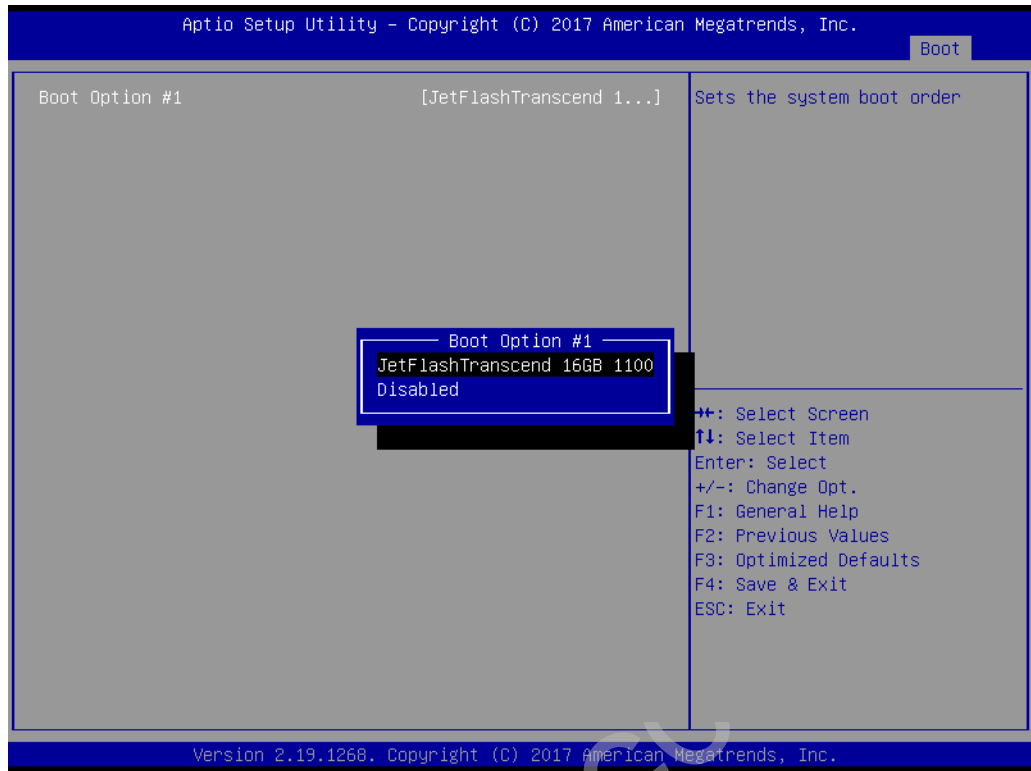 Aptio Setup Utility – Copyright (C) 2017 American Megatrends, Inc.
Boot
Boot Option #1 [JetFlashTranscend 1...]
Sets the system boot order
Boot Option #1
JetFlashTranscend 16GB 1100
Disabled
→←: Select Screen
↑↓: Select Item
Enter: Select
+/-: Change Opt.
F1: General Help
F2: Previous Values
F3: Optimized Defaults
F4: Save & Exit
ESC: Exit
Version 2.19.1268. Copyright (C) 2017 American Megatrends, Inc.